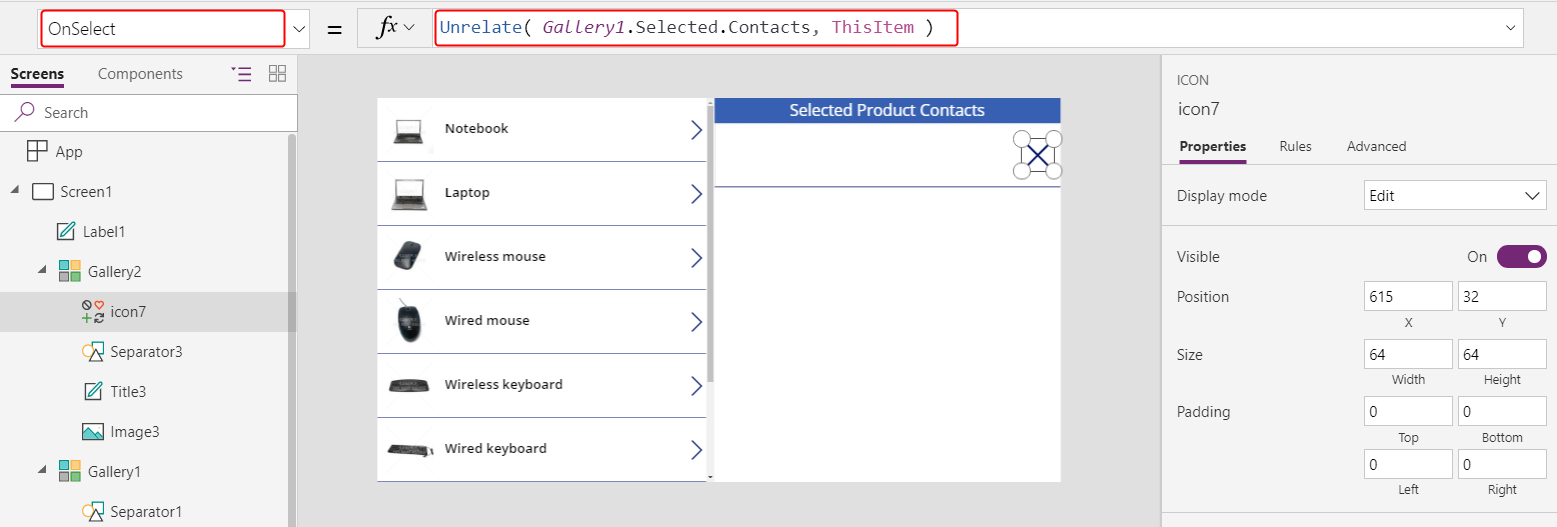 OnSelect = fx Unrelate( Gallery1.Selected.Contacts, ThisItem )
Screens Components
Search
App
Screen1
Label1
Gallery2
icon7
Separator3
Title3
Image3
Gallery1
Separator1
Notebook
Laptop
Wireless mouse
Wired mouse
Wireless keyboard
Wired keyboard
Selected Product Contacts
ICON
icon7
Properties Rules Advanced
Display mode Edit
Visible On
Position 615 32
X Y
Size 64 64
Width Height
Padding 0 0
Top Bottom
0 0
Left Right